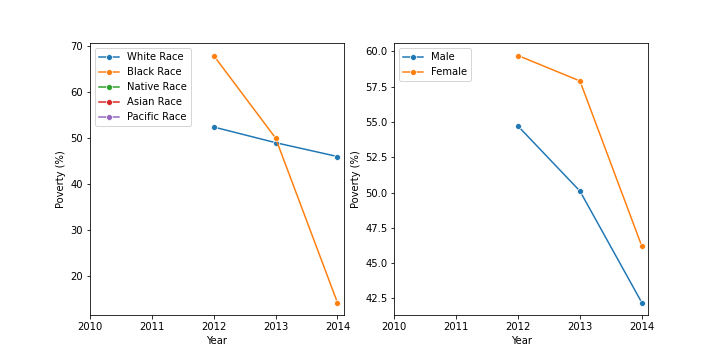 70
60
50
40
30
20
Poverty (%)
White Race
Black Race
Native Race
Asian Race
Pacific Race
2010 2011 2012 2013 2014
Year
60.0
57.5
55.0
52.5
50.0
47.5
45.0
42.5
Poverty (%)
Male
Female
2010 2011 2012 2013 2014
Year